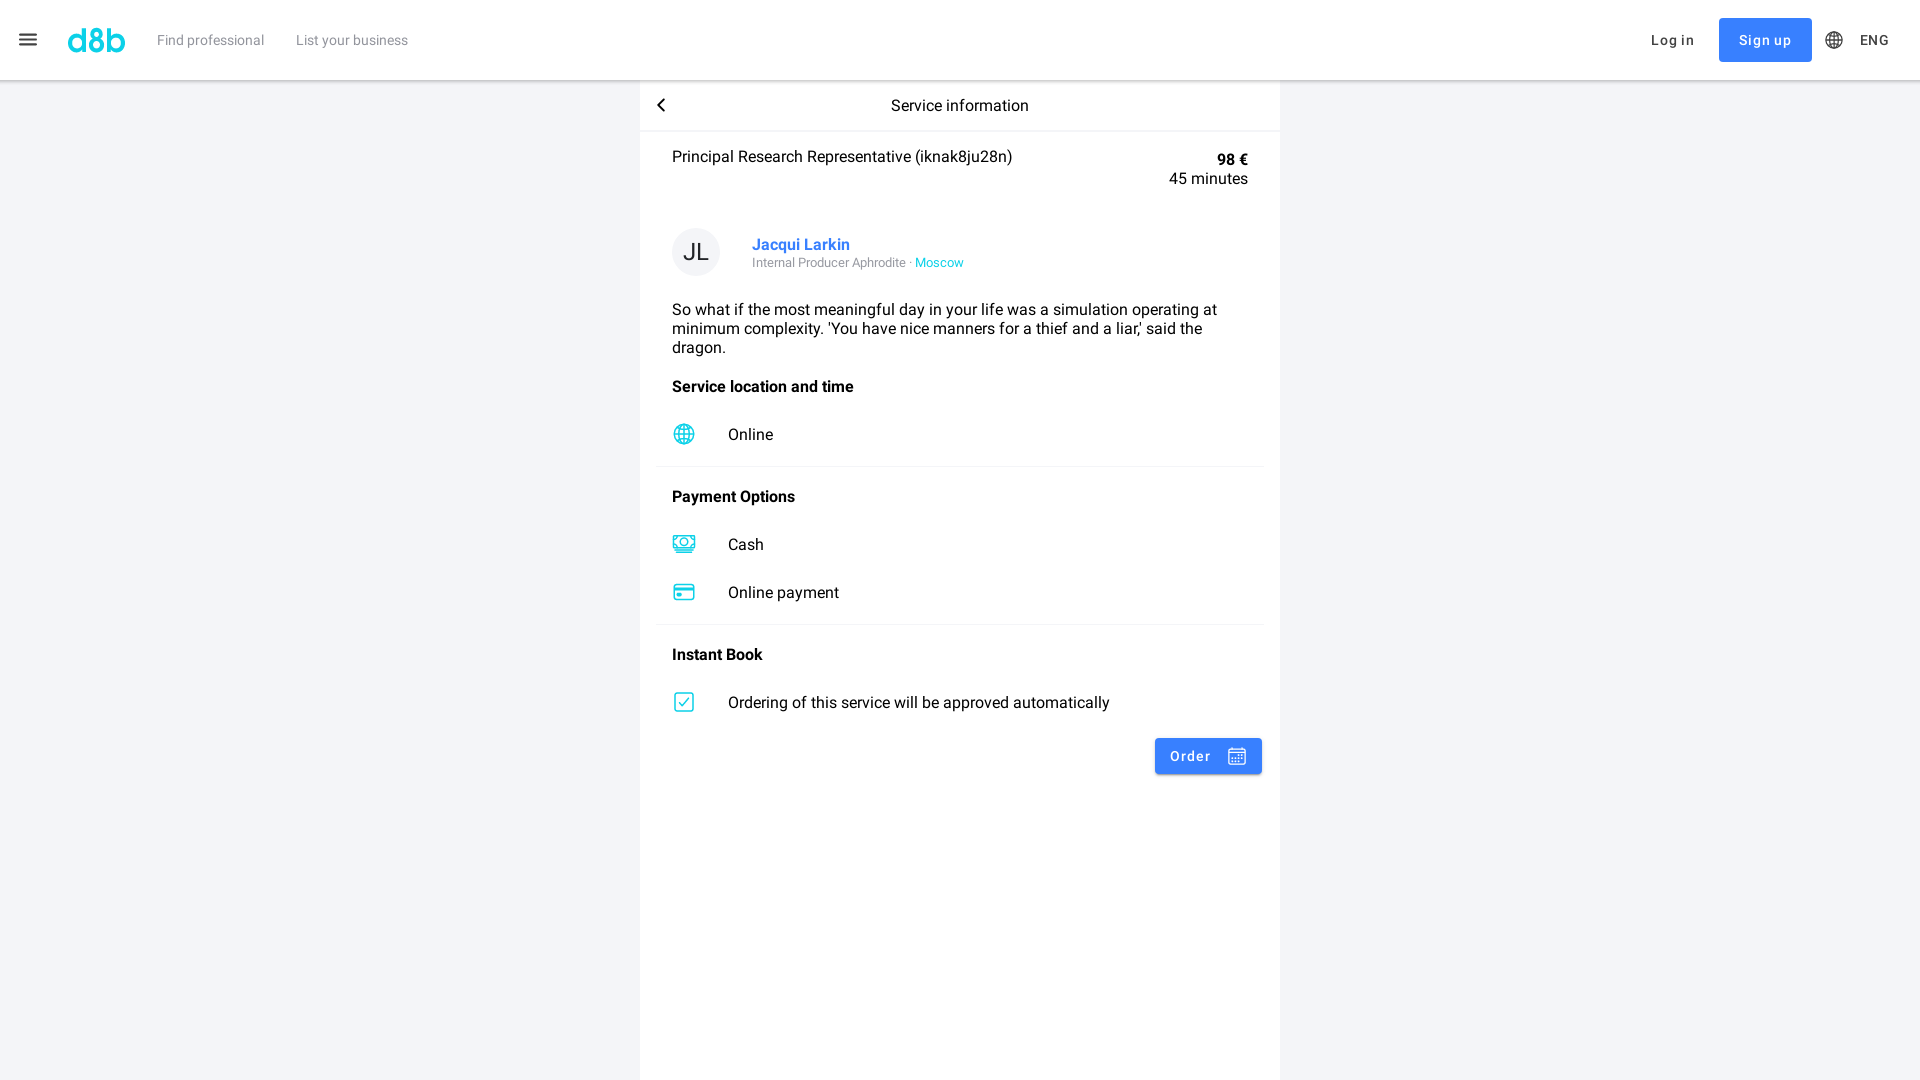 d8b
Find professional
List your business
Log in
Sign up
ENG
Service information
Principal Research Representative (iknak8ju28n)
98 €
45 minutes
JL
Jacqui Larkin
Internal Producer Aphrodite · Moscow
So what if the most meaningful day in your life was a simulation operating at
minimum complexity. 'You have nice manners for a thief and a liar,' said the
dragon.
Service location and time
Online
Payment Options
Cash
Online payment
Instant Book
Ordering of this service will be approved automatically
Order